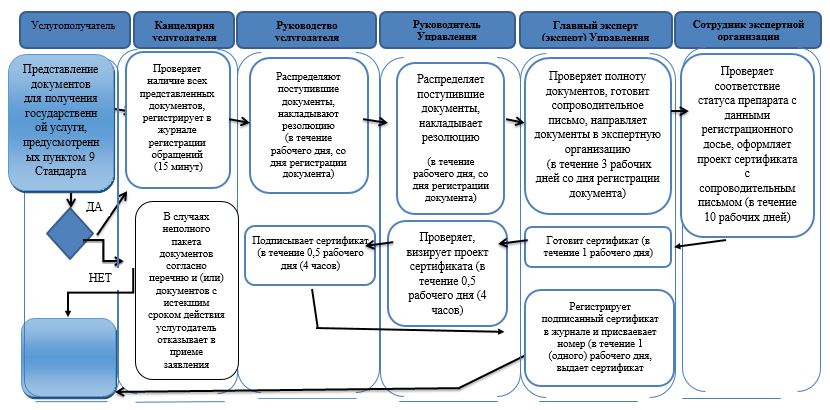 Услугополучатель
Канцелярия
услугодателя
Руководство
услугодателя
Руководитель
Управления
Главный эксперт
(эксперт) Управления
Сотрудник экспертной
организации
Представление
документов
для получения
государственн
ой услуги,
предусмотренн
ых пунктом 9
Стандарта
Проверяет
наличие всех
представленных
документов,
регистрирует в
журнале
регистрации
обращений
(15 минут)
Распределяют
поступившие
документы,
накладывают
резолюцию
(в течение
рабочего дня, со
дня регистрации
документа)
Распределяет
поступившие
документы,
накладывает
резолюцию
(в течение
рабочего дня, со
дня регистрации
документа)
Проверяет полноту
документов, готовит
сопроводительное
письмо, направляет
документы в экспертную
организацию
(в течение 3 рабочих
дней со дня регистрации
документа)
Проверяет
соответствие
статуса препарата с
данными
регистрационного
досье, оформляет
проект сертификата
с
сопроводительным
письмом (в течение
10 рабочих дней)
ДА
НЕТ
В случаях
неполного
пакета
документов
согласно
перечню и (или)
документов с
истекшим
сроком действия
услугодатель
отказывает в
приеме
заявления
Подписывает сертификат
(в течение 0,5 рабочего
дня (4 часов)
Проверяет,
визирует проект
сертификата (в
течение 0,5
рабочего дня (4
часов)
Готовит сертификат (в
течение 1 рабочего дня)
Регистрирует
подписанный сертификат
в журнале и присваевает
номер (в течение 1
(одного) рабочего дня,
выдает сертификат